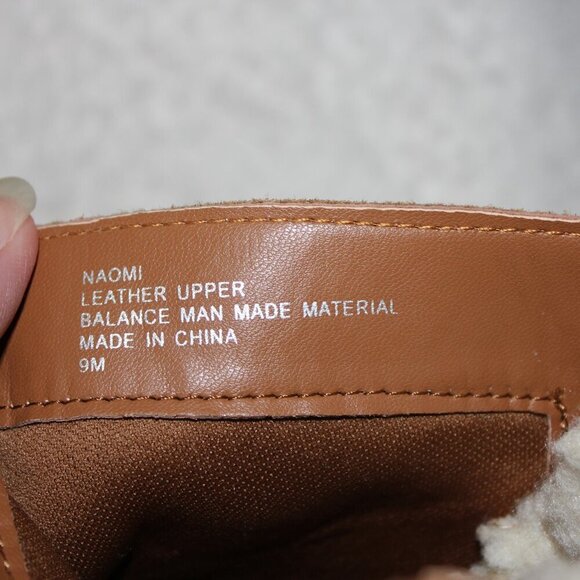 NAOMI
LEATHER UPPER
BALANCE MAN MADE MATERIAL
MADE IN CHINA
9M